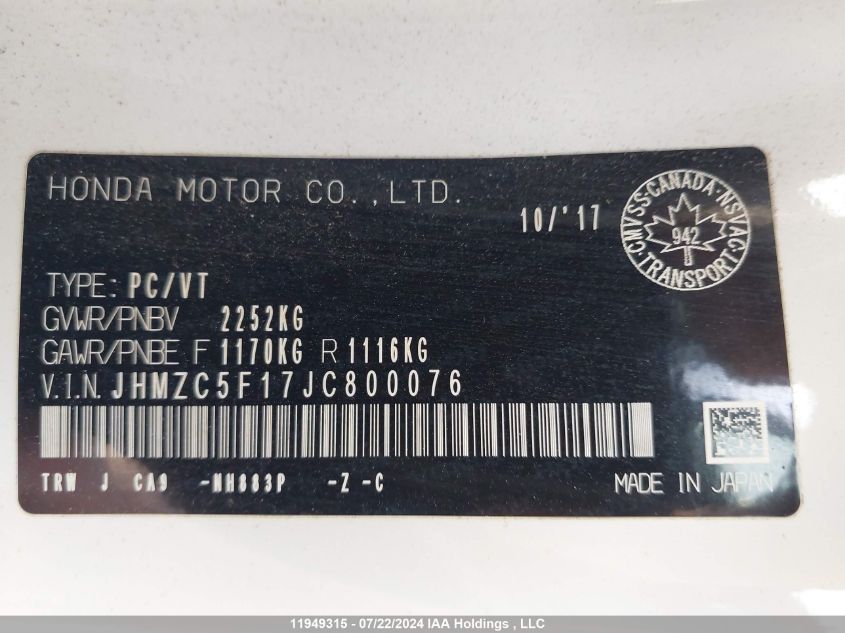 HONDA MOTOR CO.,LTD.
10/'17
CMVSS·CANADA·NSVAC·
942
TRANSPORT
TYPE: PC/VT
GVWR/PNBV 2252KG
GAWR/PNBE F 1170KG R 1116KG
V.I.N. JHMZC5F17JC800076
TRW J CA9 -NH883P -Z -C
MADE IN JAPAN
11949315 - 07/22/2024 IAA Holdings , LLC